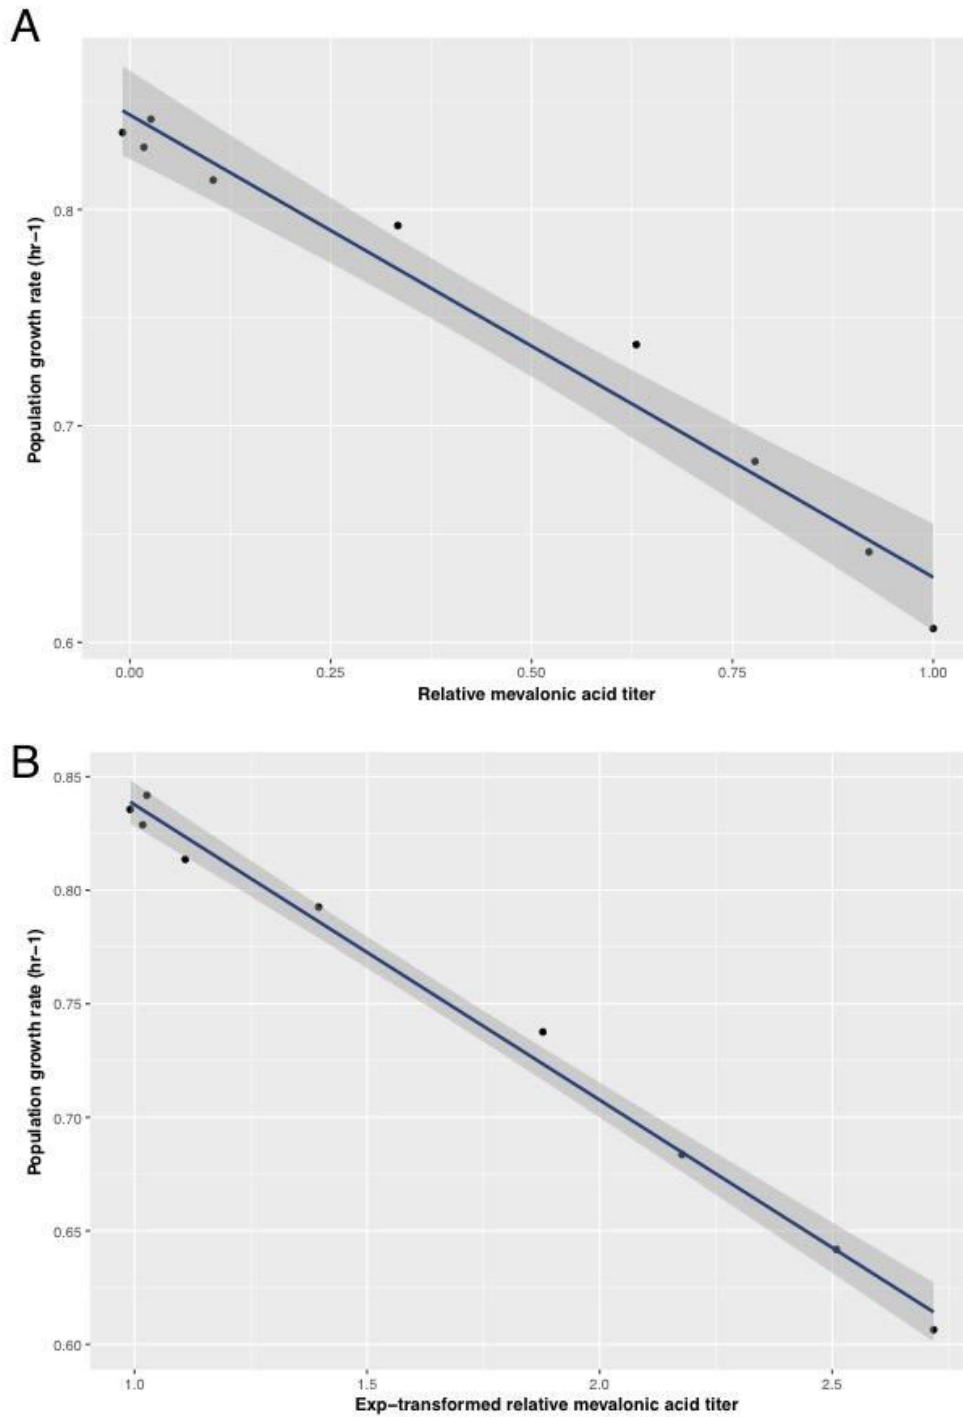 A
Population growth rate (hr−1)
0.8
0.7
0.6
0.00 0.25 0.50 0.75 1.00
Relative mevalonic acid titer
B
Population growth rate (hr−1)
0.85
0.80
0.75
0.70
0.65
0.60
1.0 1.5 2.0 2.5
Exp−transformed relative mevalonic acid titer